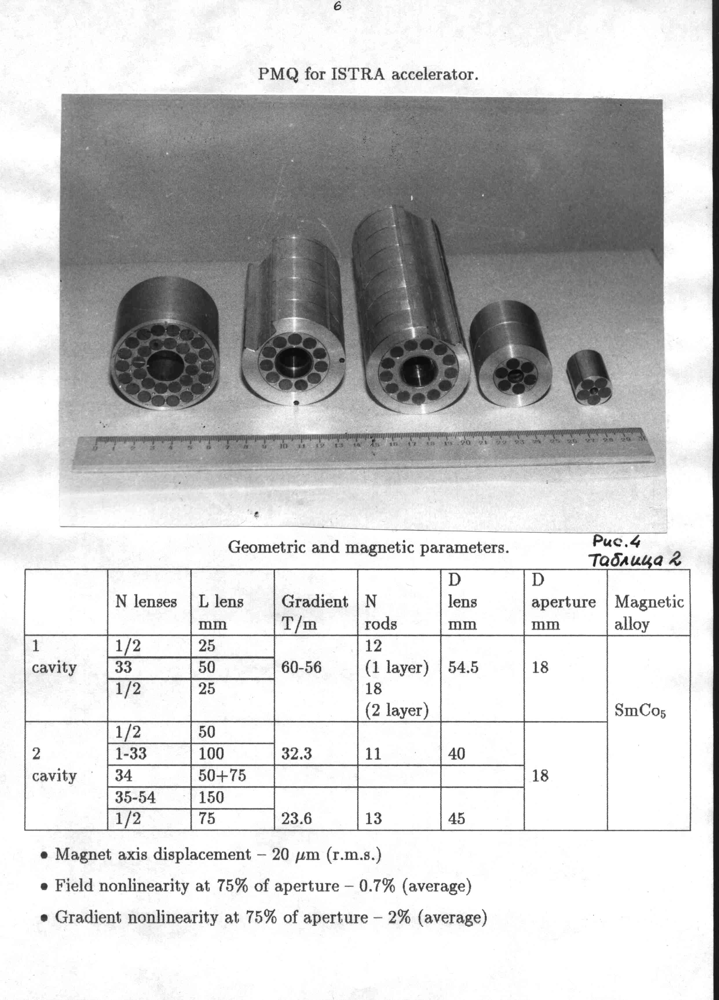 6
PMQ for ISTRA accelerator.
0 1 2 3 4 5 6 7 8 9 10 11 12 13 14 15 16 17 18 19 20 21 22 23 24 25 26 27 28 29 30
Geometric and magnetic parameters.
Рис.4
Таблица 2
N lenses
L lens
mm
Gradient
T/m
N
rods
D
lens
mm
D
aperture
mm
Magnetic
alloy
1
cavity
1/2
25
33
50
1/2
25
60-56
12
(1 layer)
18
(2 layer)
54.5
18
SmCo₅
2
cavity
1/2
50
1-33
100
32.3
11
40
34
50+75
18
35-54
150
1/2
75
23.6
13
45
• Magnet axis displacement – 20 μm (r.m.s.)
• Field nonlinearity at 75% of aperture – 0.7% (average)
• Gradient nonlinearity at 75% of aperture – 2% (average)